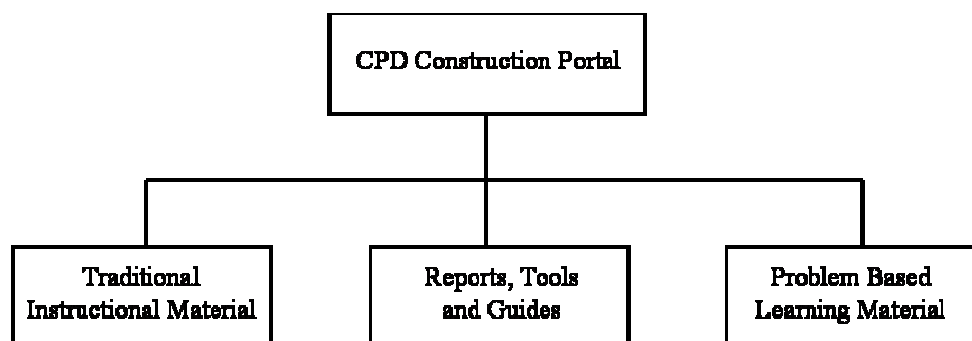 CPD Construction Portal
Traditional
Instructional Material
Reports, Tools
and Guides
Problem Based
Learning Material